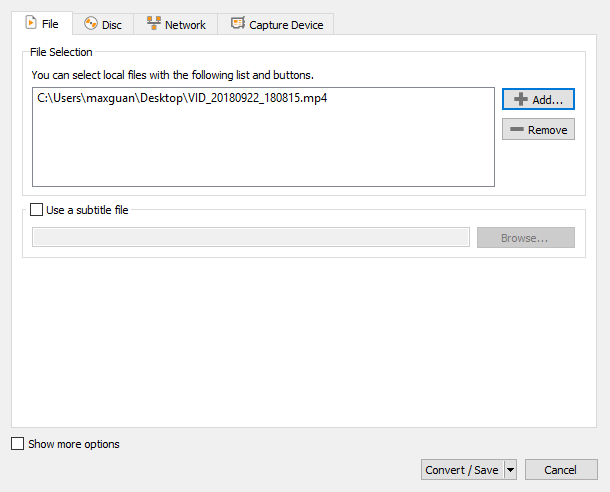 File
Disc
Network
Capture Device
File Selection
You can select local files with the following list and buttons.
C:\Users\maxguan\Desktop\VID_20180922_180815.mp4
Add...
Remove
Use a subtitle file
Browse...
Show more options
Convert / Save
Cancel